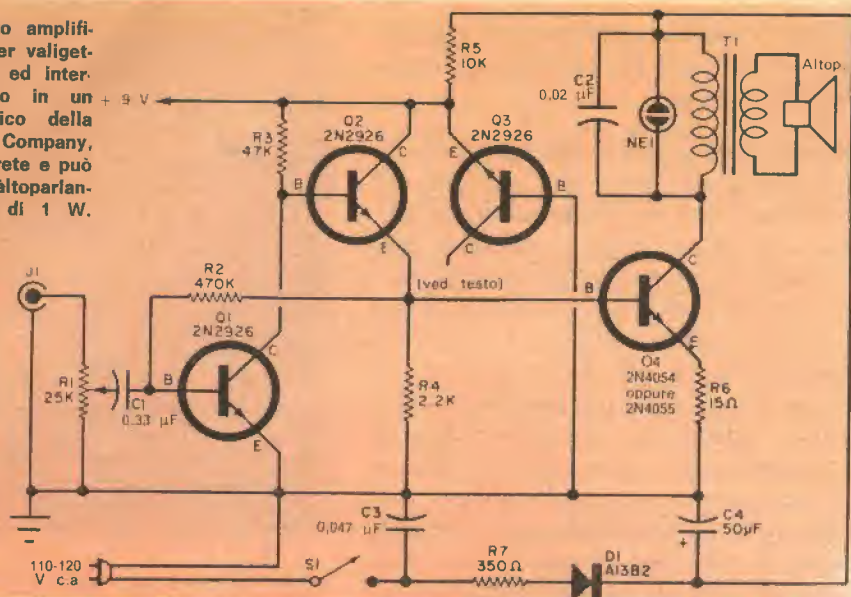 o amplifi-
er valiget-
ed inter-
o in un
ico della
Company,
rete e può
altoparlan-
di 1 W.
+ 9 V
R5
10K
C2
0,02 µF
NE1
T1
Altop.
R3
47K
Q2
2N2926
Q3
2N2926
B
C
E
E
B
C
(ved. testo)
J1
R2
470K
Q1
2N2926
R1
25K
C1
0,33 µF
B
C
E
R4
2.2K
B
C
E
Q4
2N4054
oppure
2N4055
R6
15Ω
C3
0,047 µF
C4
50µF
+
110-120
V c.a
S1
R7
350Ω
D1
A13B2